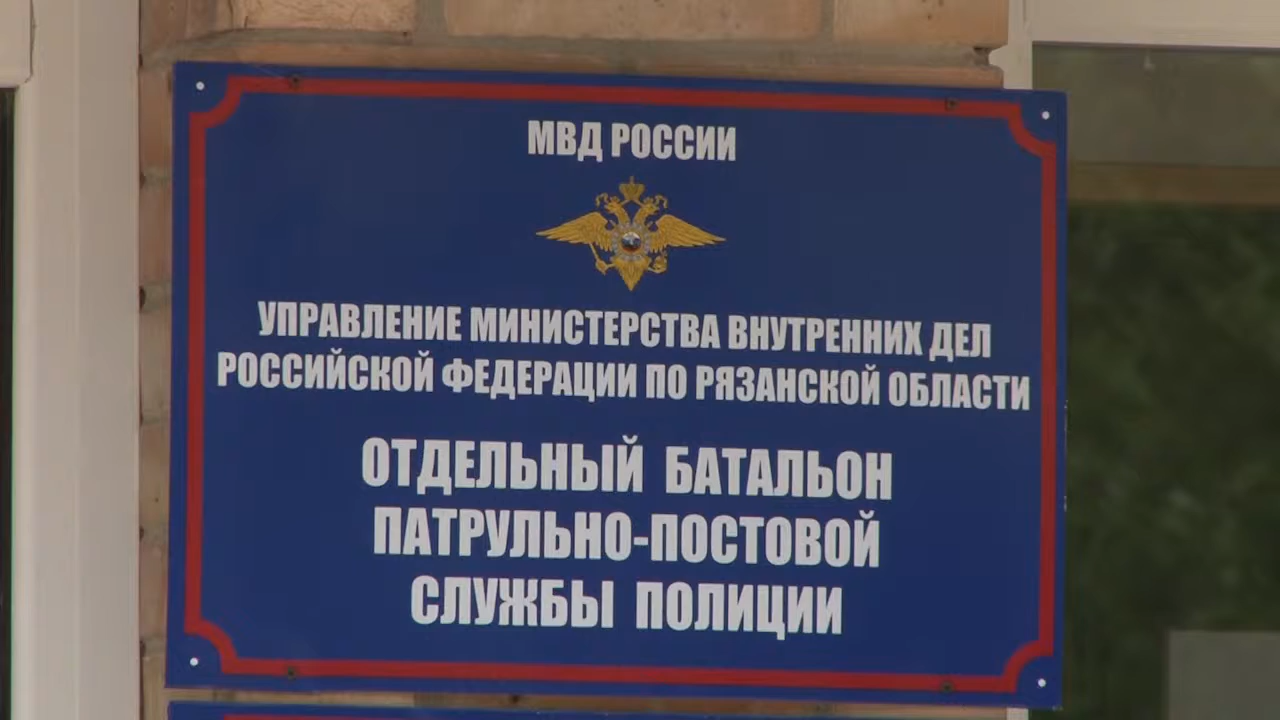 МВД РОССИИ
УПРАВЛЕНИЕ МИНИСТЕРСТВА ВНУТРЕННИХ ДЕЛ
РОССИЙСКОЙ ФЕДЕРАЦИИ ПО РЯЗАНСКОЙ ОБЛАСТИ
ОТДЕЛЬНЫЙ БАТАЛЬОН
ПАТРУЛЬНО-ПОСТОВОЙ
СЛУЖБЫ ПОЛИЦИИ